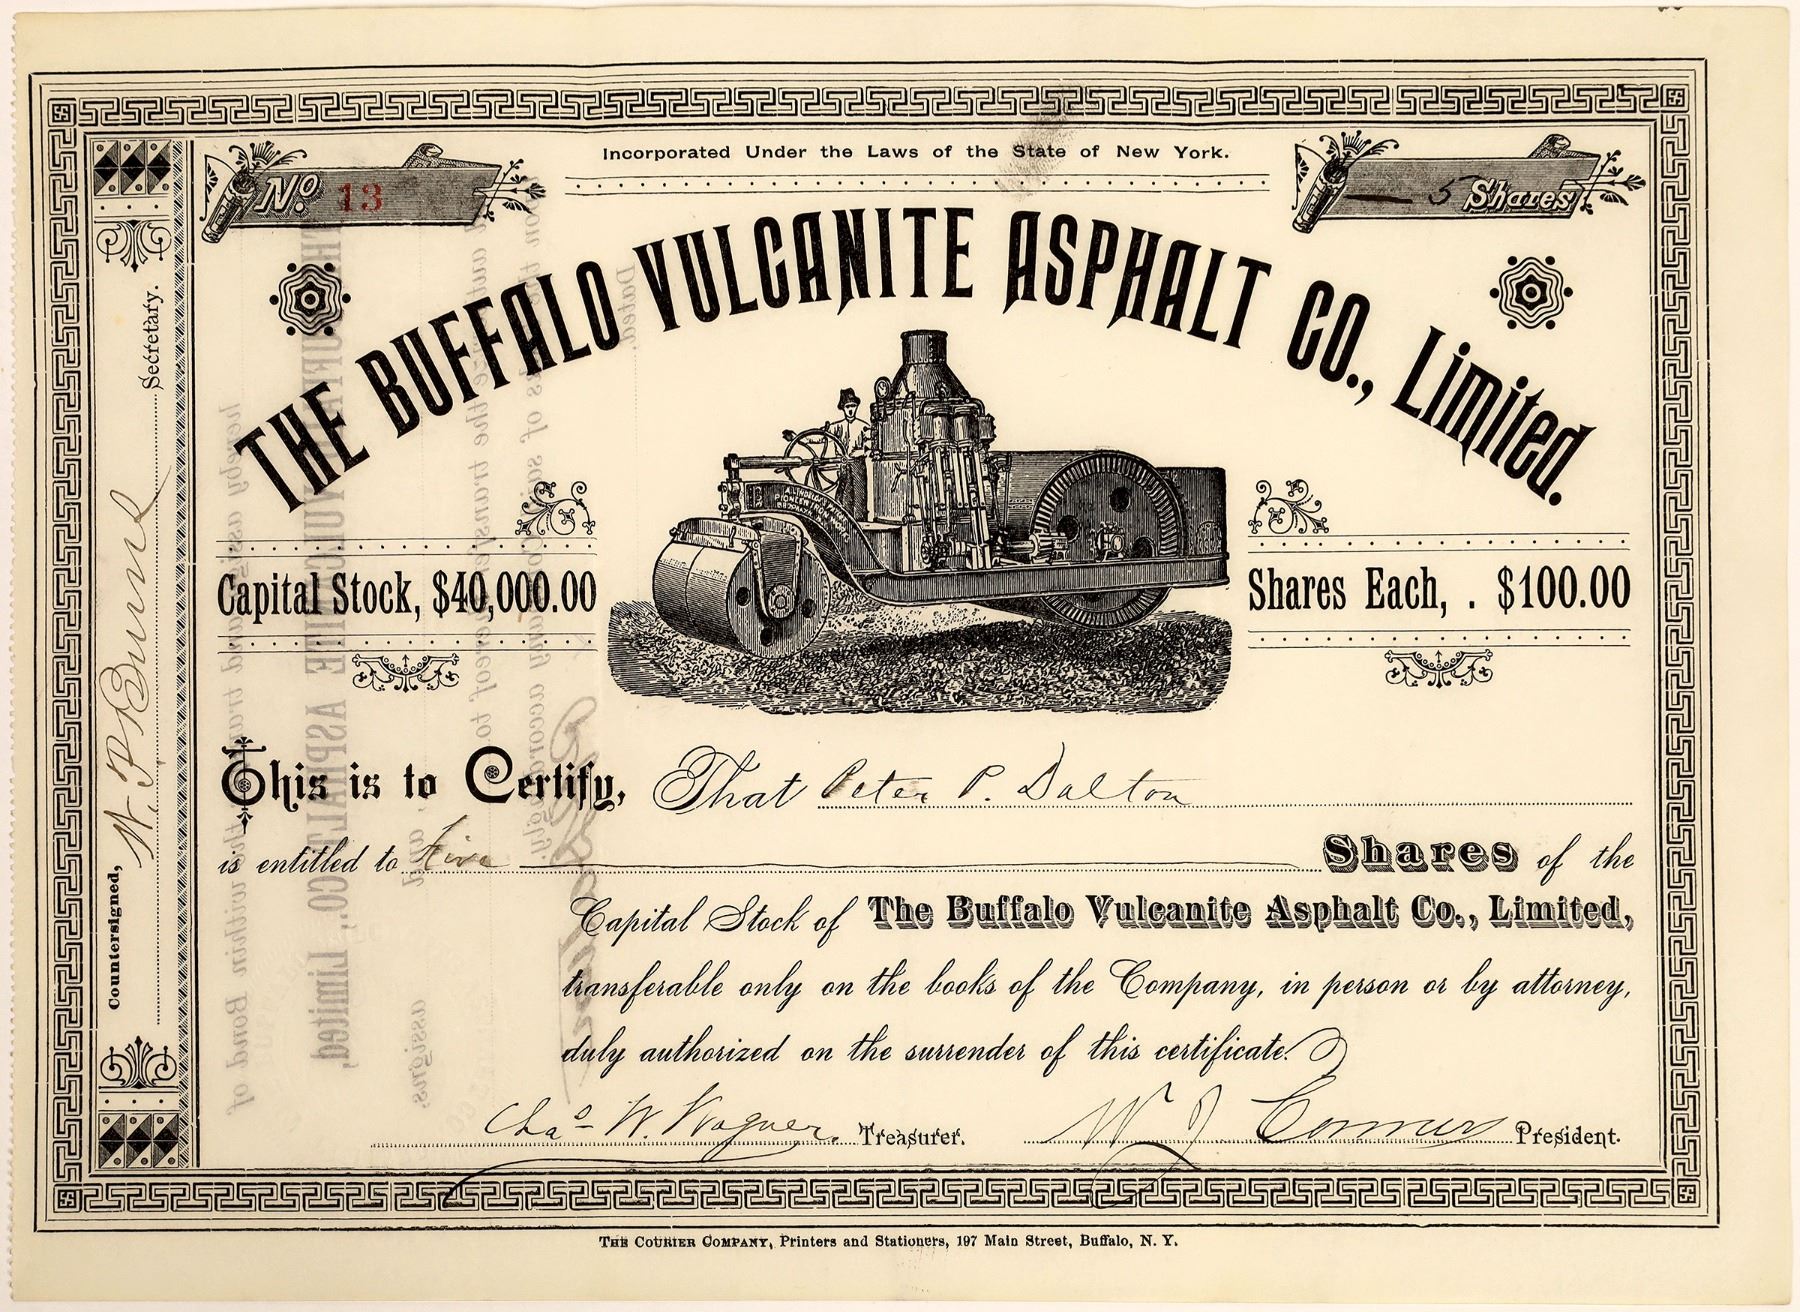 Incorporated Under the Laws of the State of New York.
No. 13
5 Shares
THE BUFFALO VULCANITE ASPHALT CO., Limited.
Capital Stock, $40,000.00
Shares Each, . $100.00
This is to Certify, That Peter P. Dalton
is entitled to Five Shares of the
Capital Stock of The Buffalo Vulcanite Asphalt Co., Limited,
transferable only on the books of the Company, in person or by attorney,
duly authorized on the surrender of this certificate.
Chas W. Wagner. Treasurer.
W J Conners President.
Countersigned, W. P. Burns Secretary.
THE COURIER COMPANY, Printers and Stationers, 197 Main Street, Buffalo, N. Y.